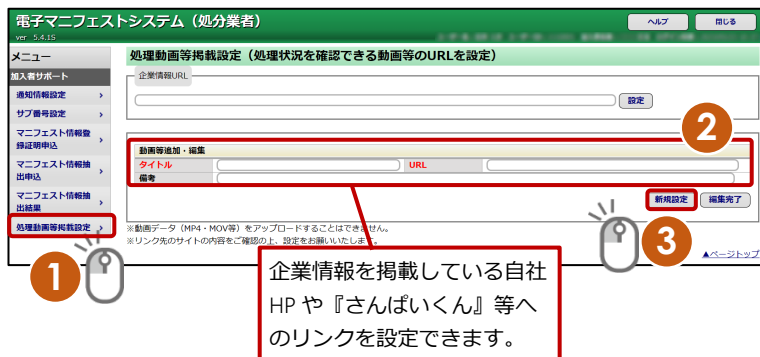 電子マニフェストシステム（処分業者）
ver 5.4.15
ヘルプ
閉じる
メニュー
加入者サポート
通知情報設定 ›
サブ番号設定 ›
マニフェスト情報登
録証明申込 ›
マニフェスト情報抽
出申込 ›
マニフェスト情報抽
出結果 ›
処理動画等掲載設定 ›
1
処理動画等掲載設定（処理状況を確認できる動画等のURLを設定）
企業情報URL
設定
2
動画等追加・編集
タイトル
URL
備考
新規設定
編集完了
3
※動画データ（MP4・MOV等）をアップロードすることはできません。
※リンク先のサイトの内容をご確認の上、設定をお願いいたします。
▲ページトップ
企業情報を掲載している自社
HP や『さんぱいくん』等へ
のリンクを設定できます。